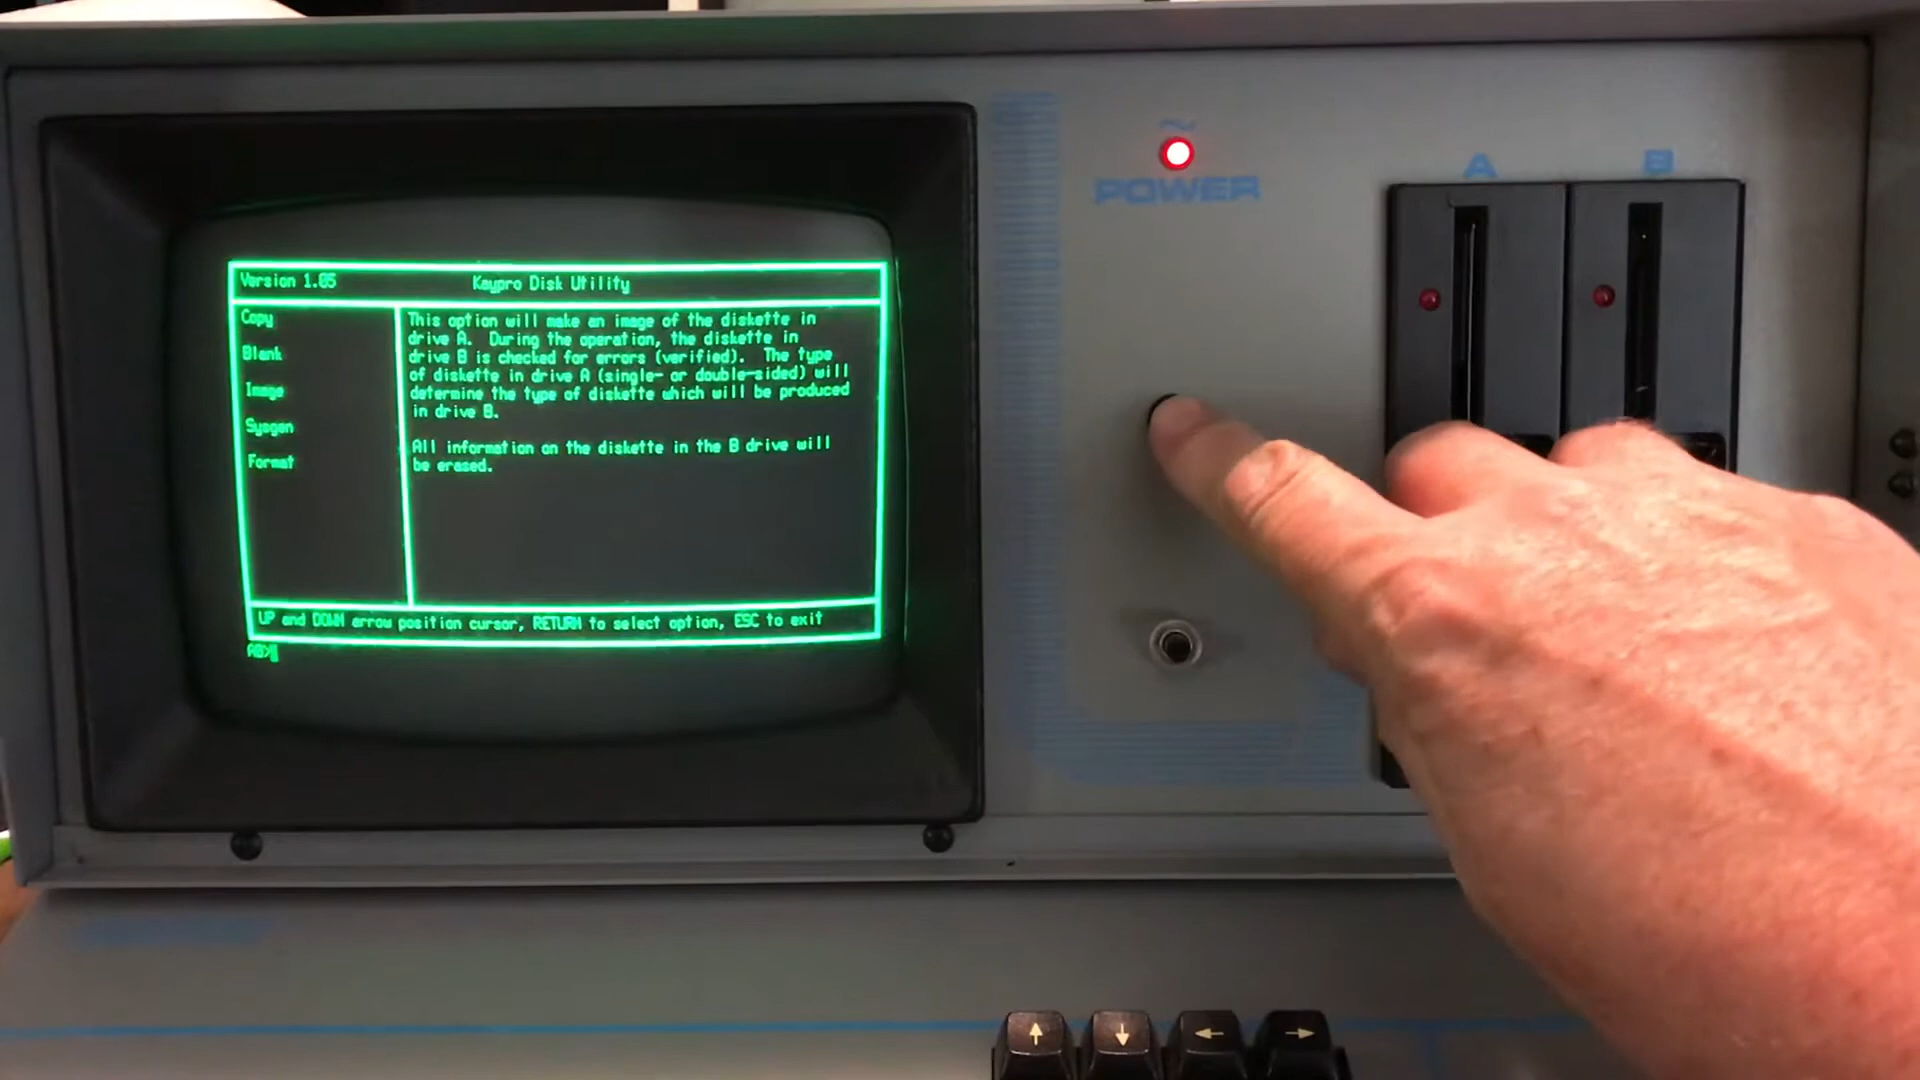 Version 1.05 Kaypro Disk Utility
Copy
Blank
Image
Sysgen
Format
This option will make an image of the diskette in
drive A. During the operation, the diskette in
drive B is checked for errors (verified). The type
of diskette in drive A (single- or double-sided) will
determine the type of diskette which will be produced
in drive B.
All information on the diskette in the B drive will
be erased.
UP and DOWN arrow position cursor, RETURN to select option, ESC to exit
A0>
POWER
A B
↑ ↓ ← →